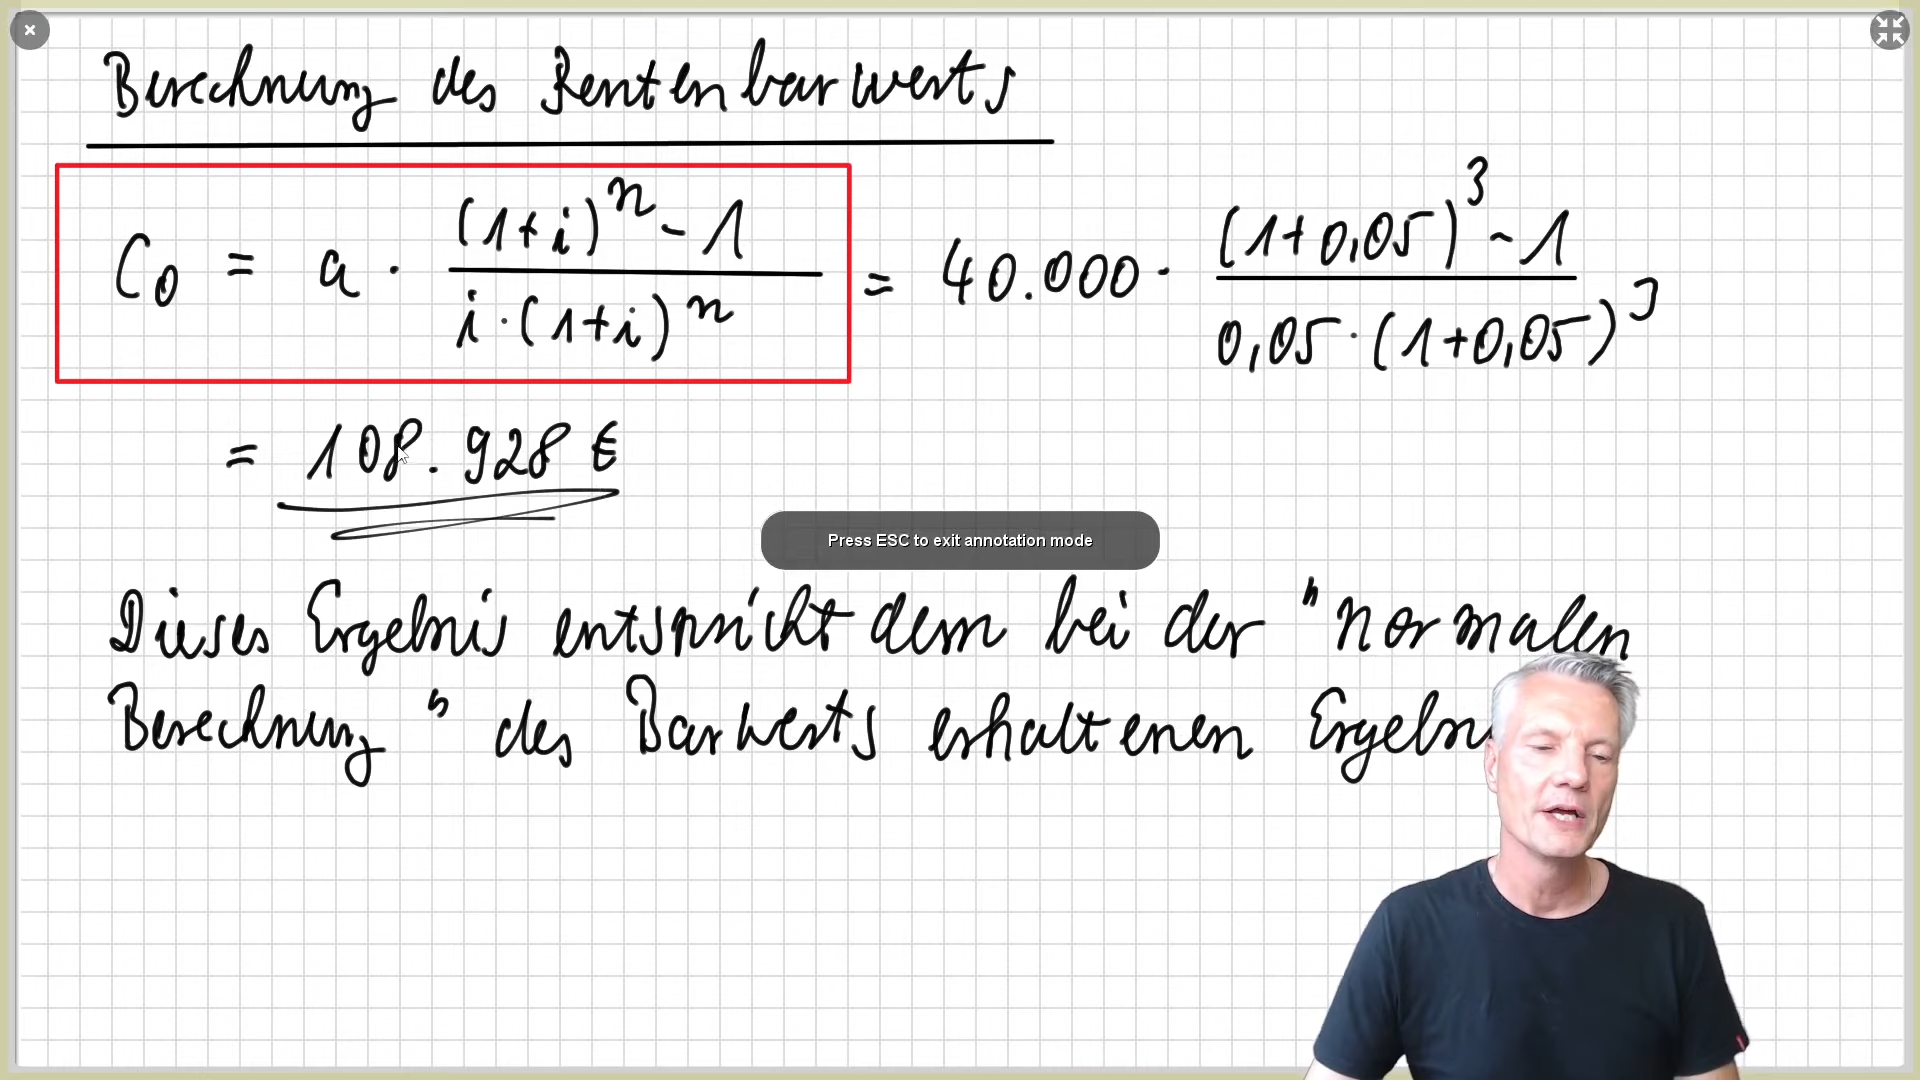 Berechnung des Rentenbarwerts
C₀ = a · ((1+i)ⁿ - 1) / (i · (1+i)ⁿ) = 40.000 · ((1+0,05)³ - 1) / (0,05 · (1+0,05)³)
= 108.928 €
Press ESC to exit annotation mode
Dieses Ergebnis entspricht dem bei der "normalen
Berechnung" des Barwerts erhaltenen